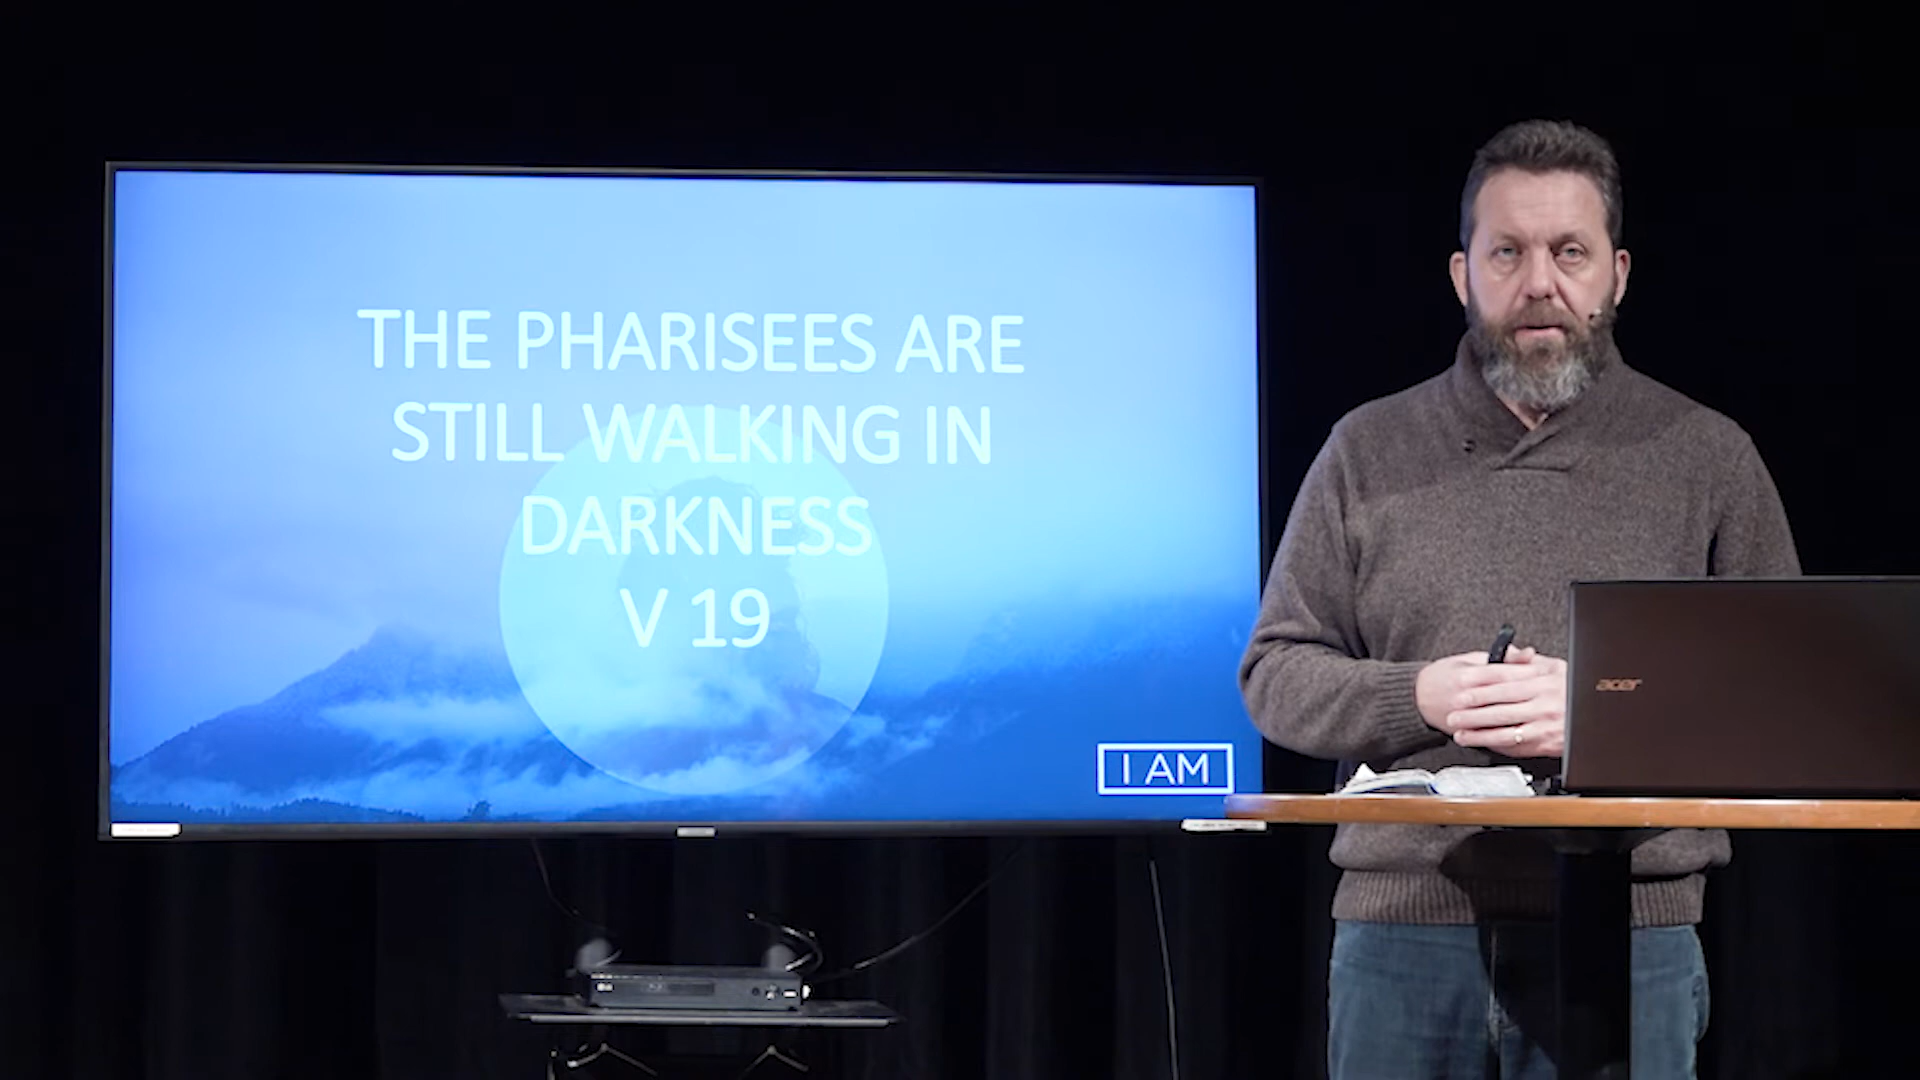 THE PHARISEES ARE
STILL WALKING IN
DARKNESS
V 19
I AM
acer